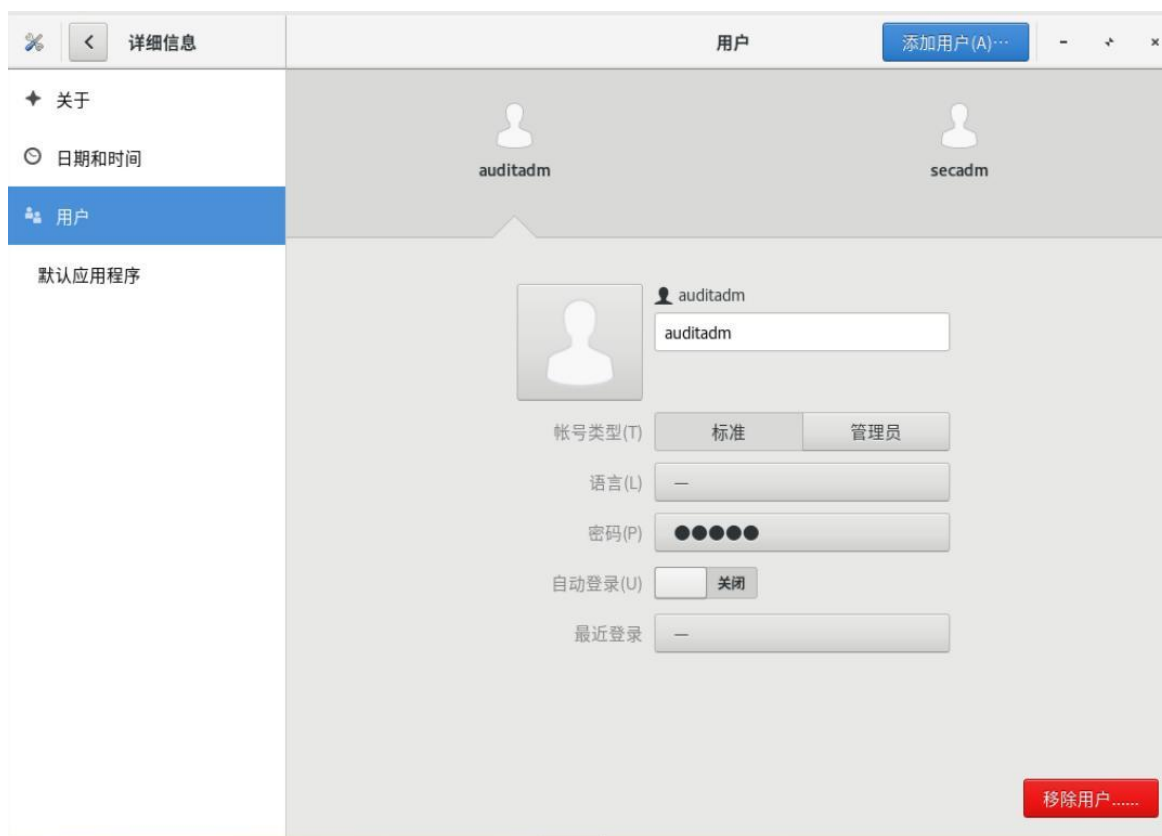 详细信息
用户
添加用户(A)…
关于
日期和时间
用户
默认应用程序
auditadm
secadm
auditadm
auditadm
帐号类型(T) 标准 管理员
语言(L) —
密码(P) ●●●●●
自动登录(U) 关闭
最近登录 —
移除用户......